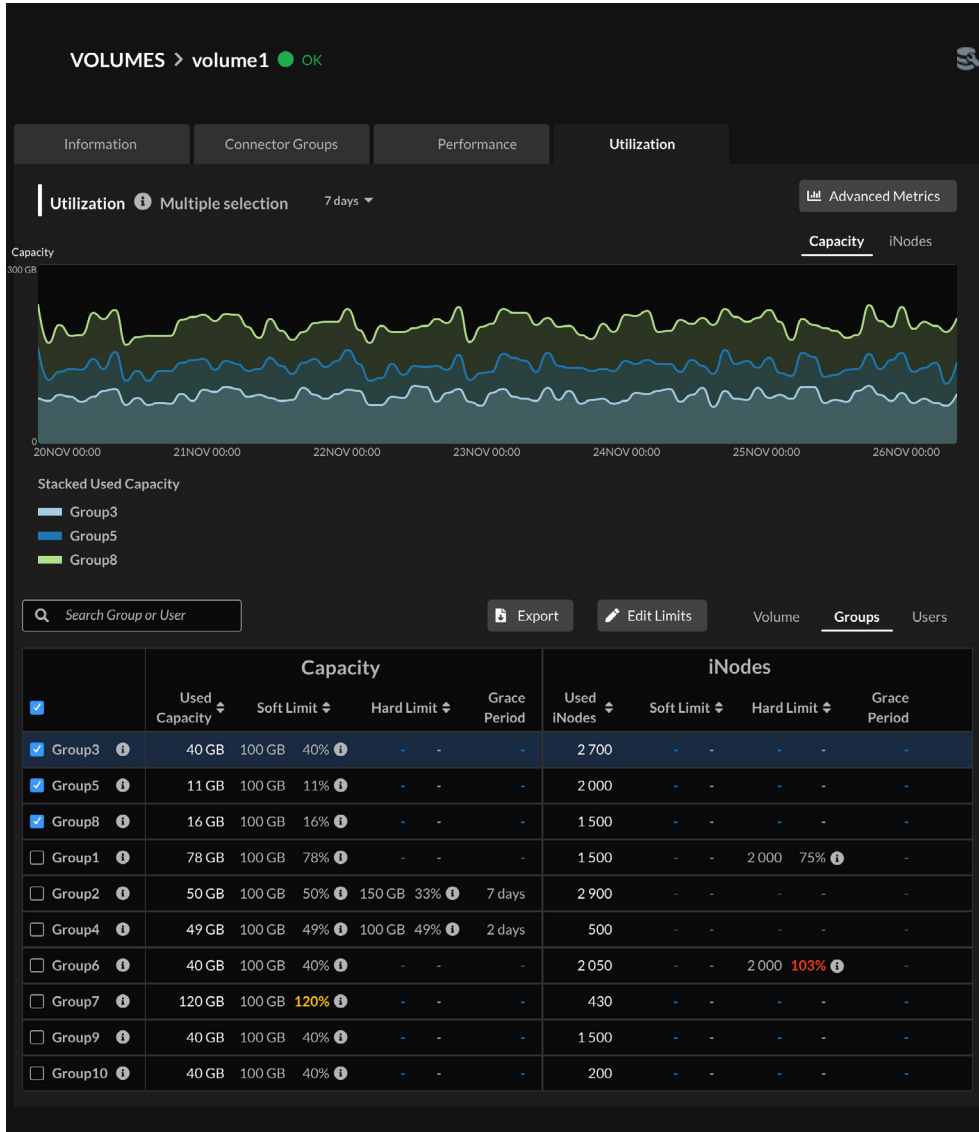 VOLUMES > volume1 OK
Information Connector Groups Performance Utilization
Utilization Multiple selection 7 days
Advanced Metrics
Capacity iNodes
Capacity
300 GB
0
20NOV 00:00 21NOV 00:00 22NOV 00:00 23NOV 00:00 24NOV 00:00 25NOV 00:00 26NOV 00:00
Stacked Used Capacity
Group3
Group5
Group8
Search Group or User Export Edit Limits Volume Groups Users
Capacity iNodes
Used Capacity Soft Limit Hard Limit Grace Period Used iNodes Soft Limit Hard Limit Grace Period
Group3 40 GB 100 GB 40% - - - 2 700 - - - - -
Group5 11 GB 100 GB 11% - - - 2 000 - - - - -
Group8 16 GB 100 GB 16% - - - 1 500 - - - - -
Group1 78 GB 100 GB 78% - - - 1 500 - - 2 000 75% -
Group2 50 GB 100 GB 50% 150 GB 33% 7 days 2 900 - - - - -
Group4 49 GB 100 GB 49% 100 GB 49% 2 days 500 - - - - -
Group6 40 GB 100 GB 40% - - - 2 050 - - 2 000 103% -
Group7 120 GB 100 GB 120% - - - 430 - - - - -
Group9 40 GB 100 GB 40% - - - 1 500 - - - - -
Group10 40 GB 100 GB 40% - - - 200 - - - - -